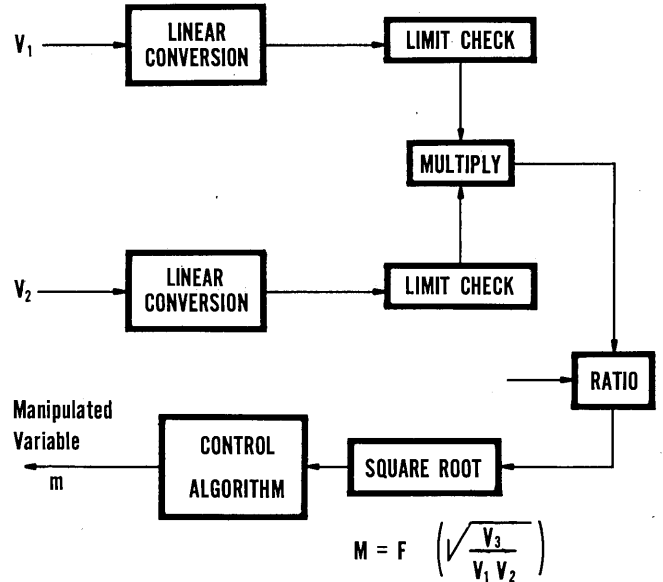 V1
LINEAR
CONVERSION
LIMIT CHECK
MULTIPLY
V2
LINEAR
CONVERSION
LIMIT CHECK
RATIO
Manipulated
Variable
m
CONTROL
ALGORITHM
SQUARE ROOT
M = F (√(V3 / V1 V2))